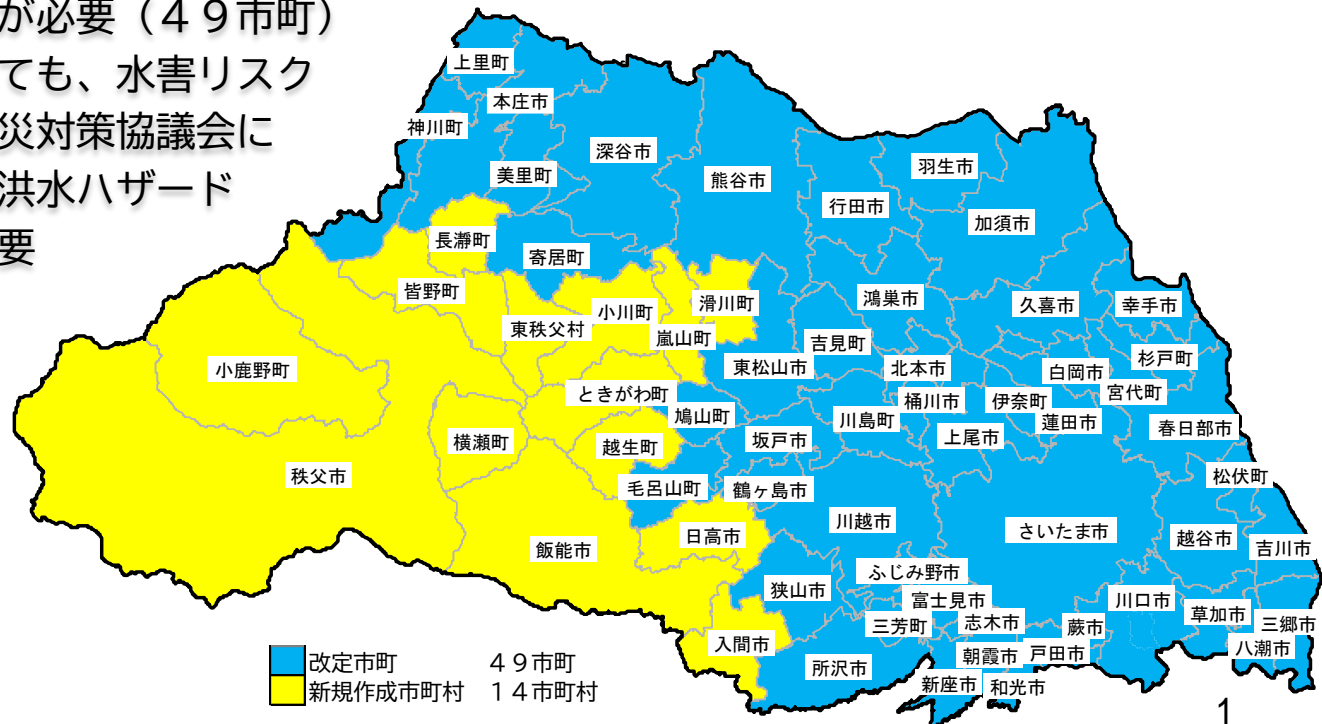 が必要（４９市町）
ても、水害リスク
災対策協議会に
洪水ハザード
要
上里町
本庄市
神川町
深谷市
羽生市
美里町
熊谷市
行田市
加須市
長瀞町
寄居町
皆野町
滑川町
鴻巣市
久喜市
幸手市
小川町
東秩父村
嵐山町
吉見町
杉戸町
小鹿野町
東松山市
北本市
白岡市
宮代町
ときがわ町
桶川市
伊奈町
鳩山町
川島町
蓮田市
春日部市
横瀬町
越生町
坂戸市
上尾市
秩父市
松伏町
毛呂山町
鶴ヶ島市
川越市
さいたま市
日高市
越谷市
飯能市
吉川市
ふじみ野市
狭山市
富士見市
川口市
草加市
三芳町
志木市
蕨市
三郷市
入間市
朝霞市
戸田市
八潮市
所沢市
新座市
和光市
改定市町　４９市町
新規作成市町村　１４市町村
1